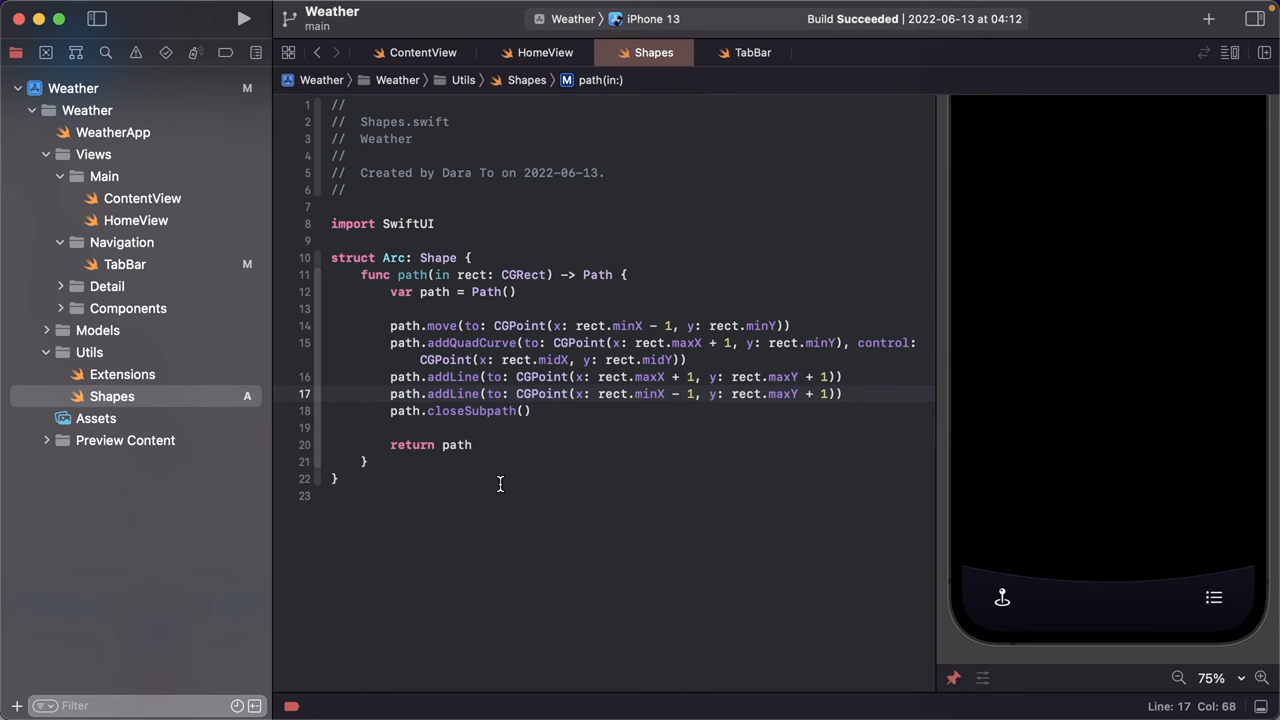 Weather
main
Weather 〉 iPhone 13
Build Succeeded | 2022-06-13 at 04:12
ContentView
HomeView
Shapes
TabBar
Weather 〉 Weather 〉 Utils 〉 Shapes 〉 M path(in:)
Weather M
Weather
WeatherApp
Views
Main
ContentView
HomeView
Navigation
TabBar M
Detail
Components
Models
Utils
Extensions
Shapes A
Assets
Preview Content
Filter
1 //
2 //  Shapes.swift
3 //  Weather
4 //
5 //  Created by Dara To on 2022-06-13.
6 //
7
8 import SwiftUI
9
10 struct Arc: Shape {
11     func path(in rect: CGRect) -> Path {
12         var path = Path()
13
14         path.move(to: CGPoint(x: rect.minX - 1, y: rect.minY))
15         path.addQuadCurve(to: CGPoint(x: rect.maxX + 1, y: rect.minY), control:
CGPoint(x: rect.midX, y: rect.midY))
16         path.addLine(to: CGPoint(x: rect.maxX + 1, y: rect.maxY + 1))
17         path.addLine(to: CGPoint(x: rect.minX - 1, y: rect.maxY + 1))
18         path.closeSubpath()
19
20         return path
21     }
22 }
23
75%
Line: 17 Col: 68